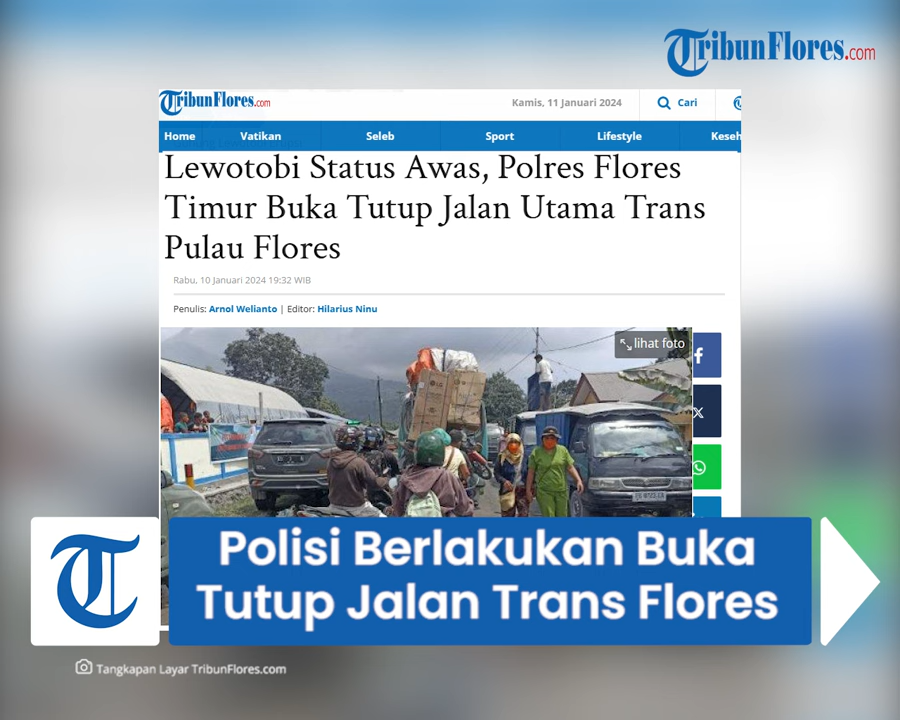 TribunFlores.com
TribunFlores.com
Kamis, 11 Januari 2024
Cari
Home
Vatikan
Seleb
Sport
Lifestyle
Keseh
Lewotobi Status Awas, Polres Flores
Timur Buka Tutup Jalan Utama Trans
Pulau Flores
Rabu, 10 Januari 2024 19:32 WIB
Penulis: Arnol Welianto | Editor: Hilarius Ninu
lihat foto
LG
Polisi Berlakukan Buka
Tutup Jalan Trans Flores
Tangkapan Layar TribunFlores.com